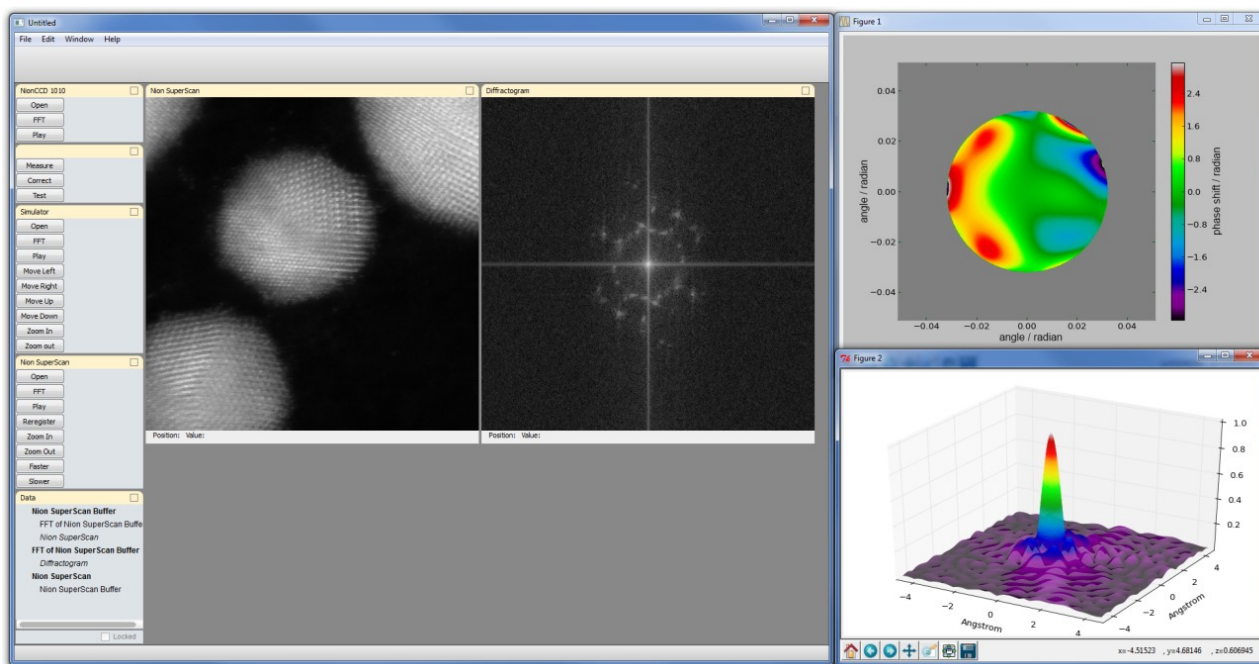 Untitled
File Edit Window Help
NionCCD 1010
Open
FFT
Play
Measure
Correct
Test
Simulator
Open
FFT
Play
Move Left
Move Right
Move Up
Move Down
Zoom In
Zoom out
Nion SuperScan
Open
FFT
Play
Reregister
Zoom In
Zoom Out
Faster
Slower
Data
Nion SuperScan Buffer
FFT of Nion SuperScan Buffe
Nion SuperScan
FFT of Nion SuperScan Buffer
Diffractogram
Nion SuperScan
Nion SuperScan Buffer
Locked
Nion SuperScan
Position: Value:
Diffractogram
Position: Value:
Figure 1
0.04
0.02
0.00
−0.02
−0.04
angle / radian
−0.04 −0.02 0.00 0.02 0.04
angle / radian
2.4
1.6
0.8
0.0
−0.8
−1.6
−2.4
phase shift / radian
Figure 2
1.0
0.8
0.6
0.4
0.2
−4 −2 0 2 4
Angstrom
−4 −2 0 2 4
Angstrom
x=-4.51523 , y=4.68146 , z=0.606945